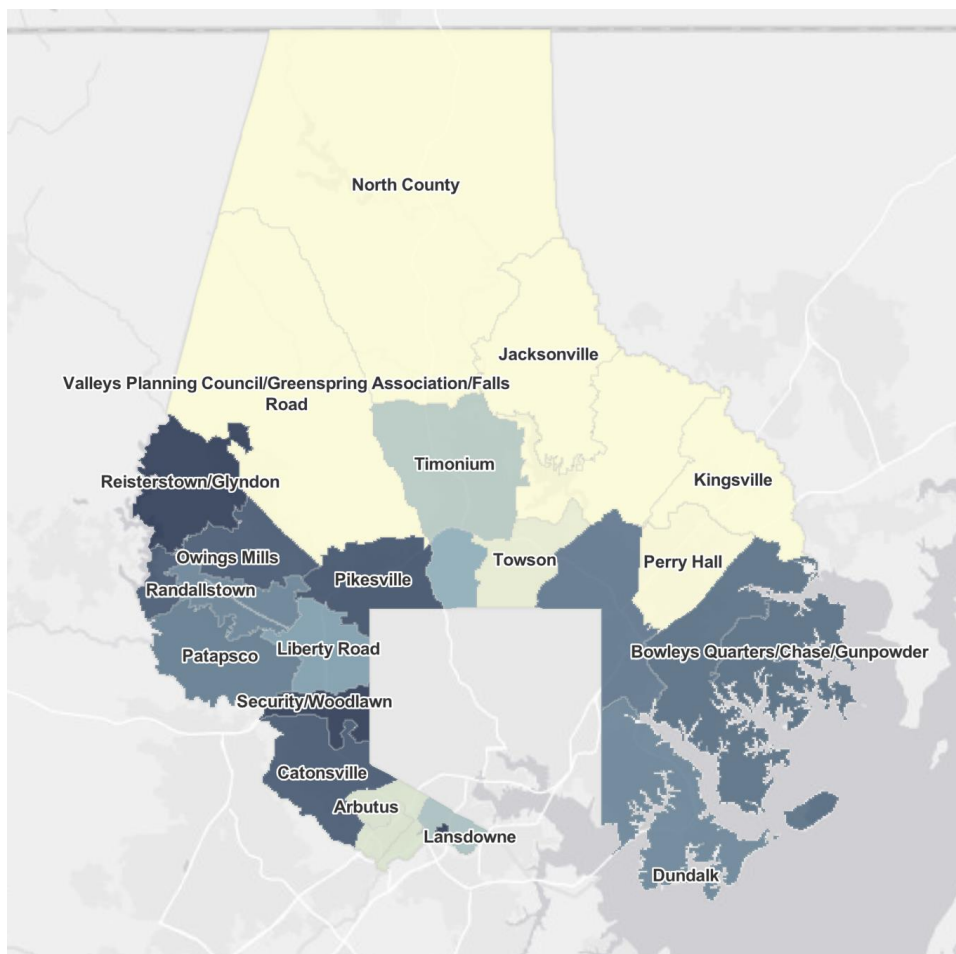 North County
Jacksonville
Valleys Planning Council/Greenspring Association/Falls
Road
Timonium
Reisterstown/Glyndon
Kingsville
Owings Mills
Towson
Perry Hall
Pikesville
Randallstown
Liberty Road
Patapsco
Bowleys Quarters/Chase/Gunpowder
Security/Woodlawn
Catonsville
Arbutus
Lansdowne
Dundalk